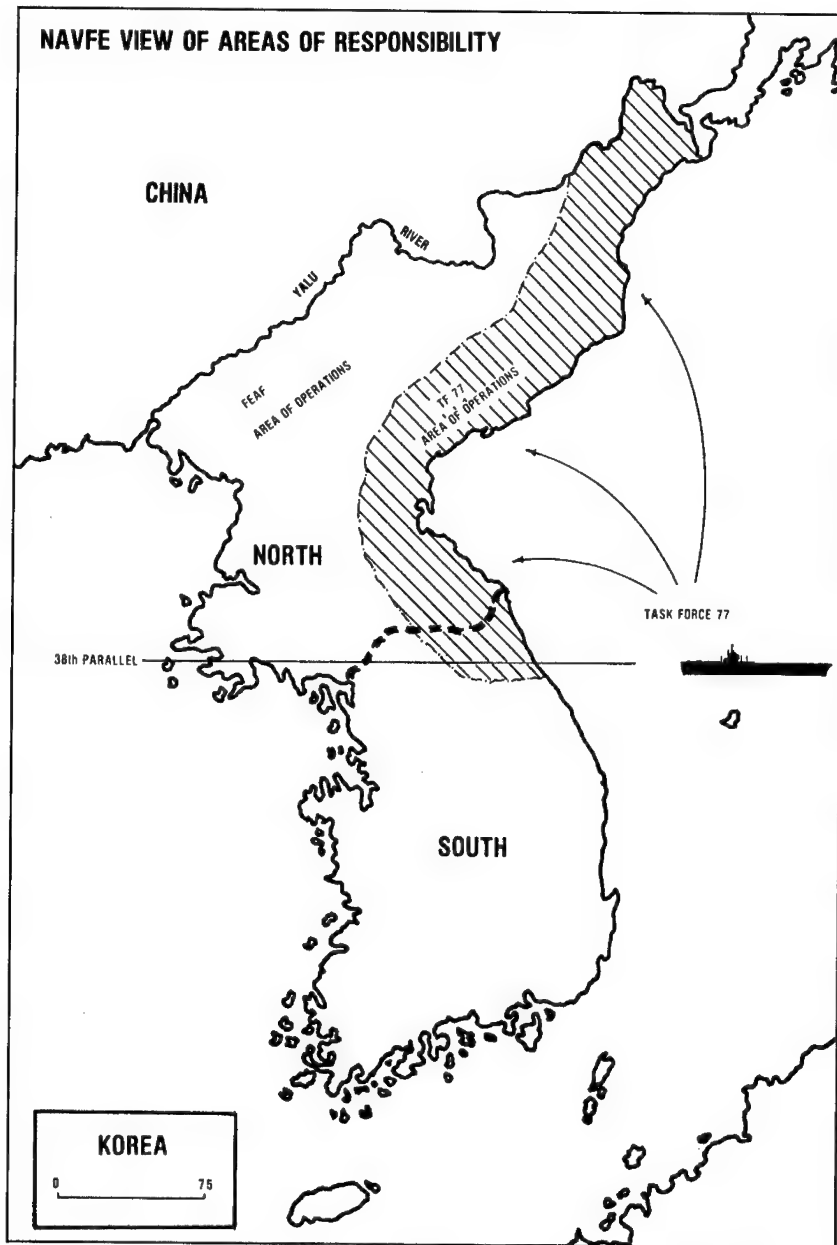 NAVFE VIEW OF AREAS OF RESPONSIBILITY
CHINA
YALU
RIVER
FEAF
AREA OF OPERATIONS
TF 77
AREA OF OPERATIONS
NORTH
TASK FORCE 77
38th PARALLEL
SOUTH
KOREA
0 75